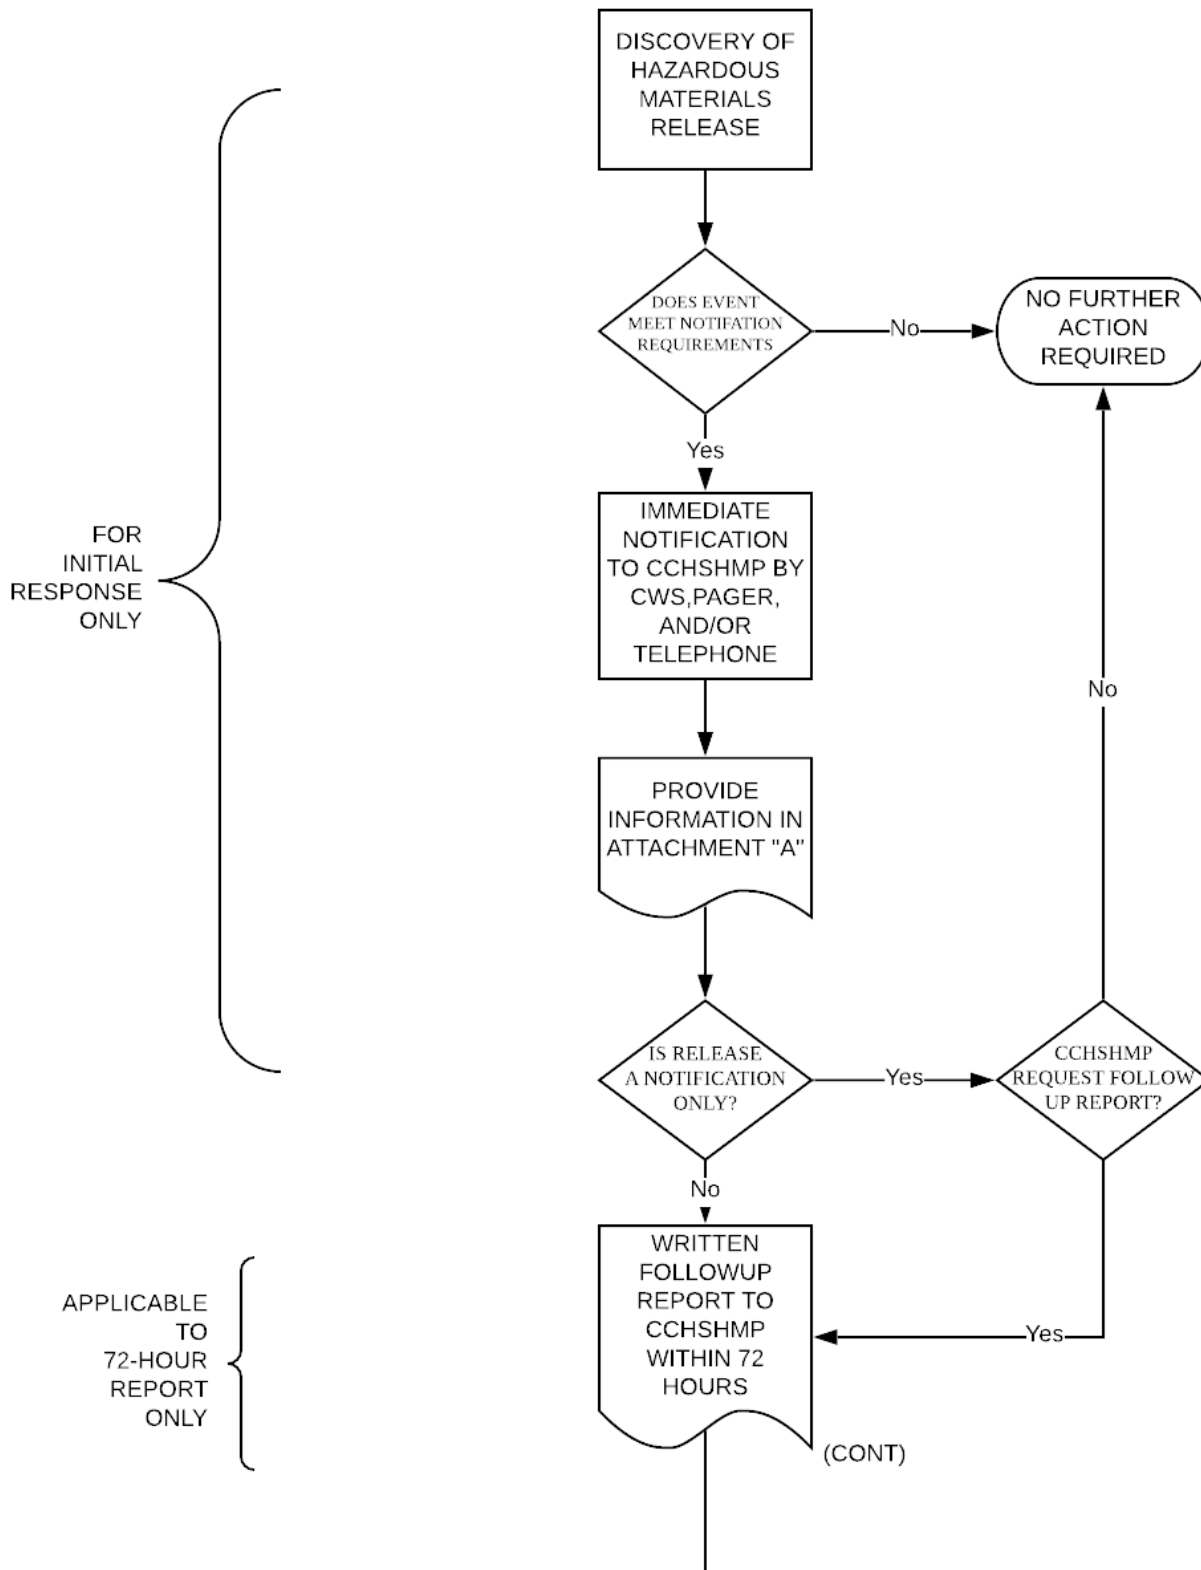 DISCOVERY OF
HAZARDOUS
MATERIALS
RELEASE
DOES EVENT
MEET NOTIFATION
REQUIREMENTS
No
NO FURTHER
ACTION
REQUIRED
Yes
IMMEDIATE
NOTIFICATION
TO CCHSHMP BY
CWS,PAGER,
AND/OR
TELEPHONE
FOR
INITIAL
RESPONSE
ONLY
No
PROVIDE
INFORMATION IN
ATTACHMENT "A"
IS RELEASE
A NOTIFICATION
ONLY?
Yes
CCHSHMP
REQUEST FOLLOW
UP REPORT?
No
WRITTEN
FOLLOWUP
REPORT TO
CCHSHMP
WITHIN 72
HOURS
Yes
APPLICABLE
TO
72-HOUR
REPORT
ONLY
(CONT)